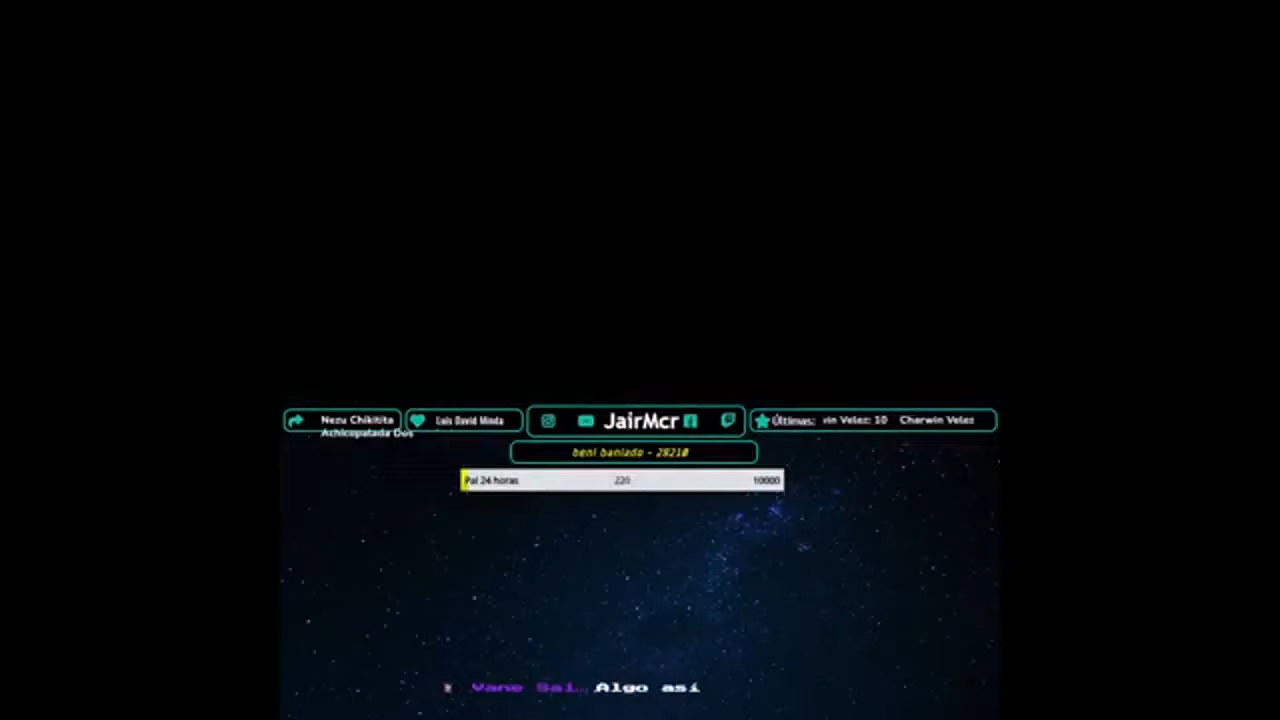 Nezu Chikitita
Achicopalada Dos
Luis David Minda
JairMcr
Últimas: vin Velez: 10 Charwin Velez
beni baniado - 28210
Pal 24 horas 220 10000
Vane Sal... Algo así